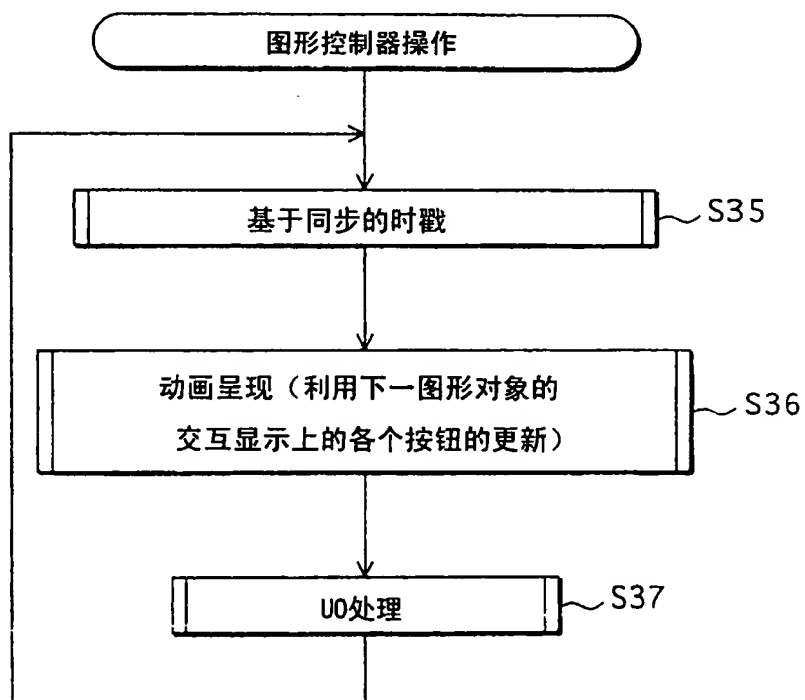 图形控制器操作
基于同步的时戳
S35
动画呈现（利用下一图形对象的
交互显示上的各个按钮的更新）
S36
UO处理
S37